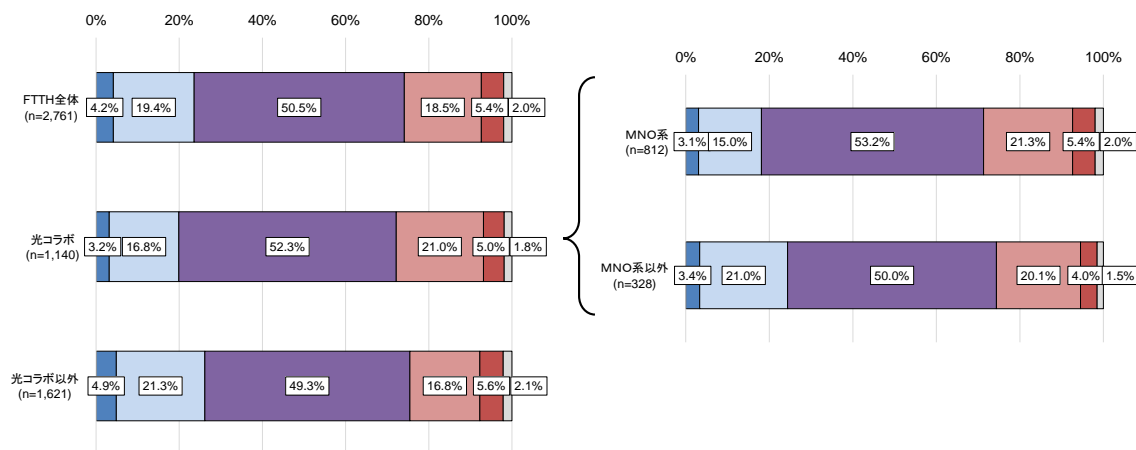 0% 20% 40% 60% 80% 100%
FTTH全体
(n=2,761)
4.2% 19.4% 50.5% 18.5% 5.4% 2.0%
光コラボ
(n=1,140)
3.2% 16.8% 52.3% 21.0% 5.0% 1.8%
光コラボ以外
(n=1,621)
4.9% 21.3% 49.3% 16.8% 5.6% 2.1%
0% 20% 40% 60% 80% 100%
MNO系
(n=812)
3.1% 15.0% 53.2% 21.3% 5.4% 2.0%
MNO系以外
(n=328)
3.4% 21.0% 50.0% 20.1% 4.0% 1.5%